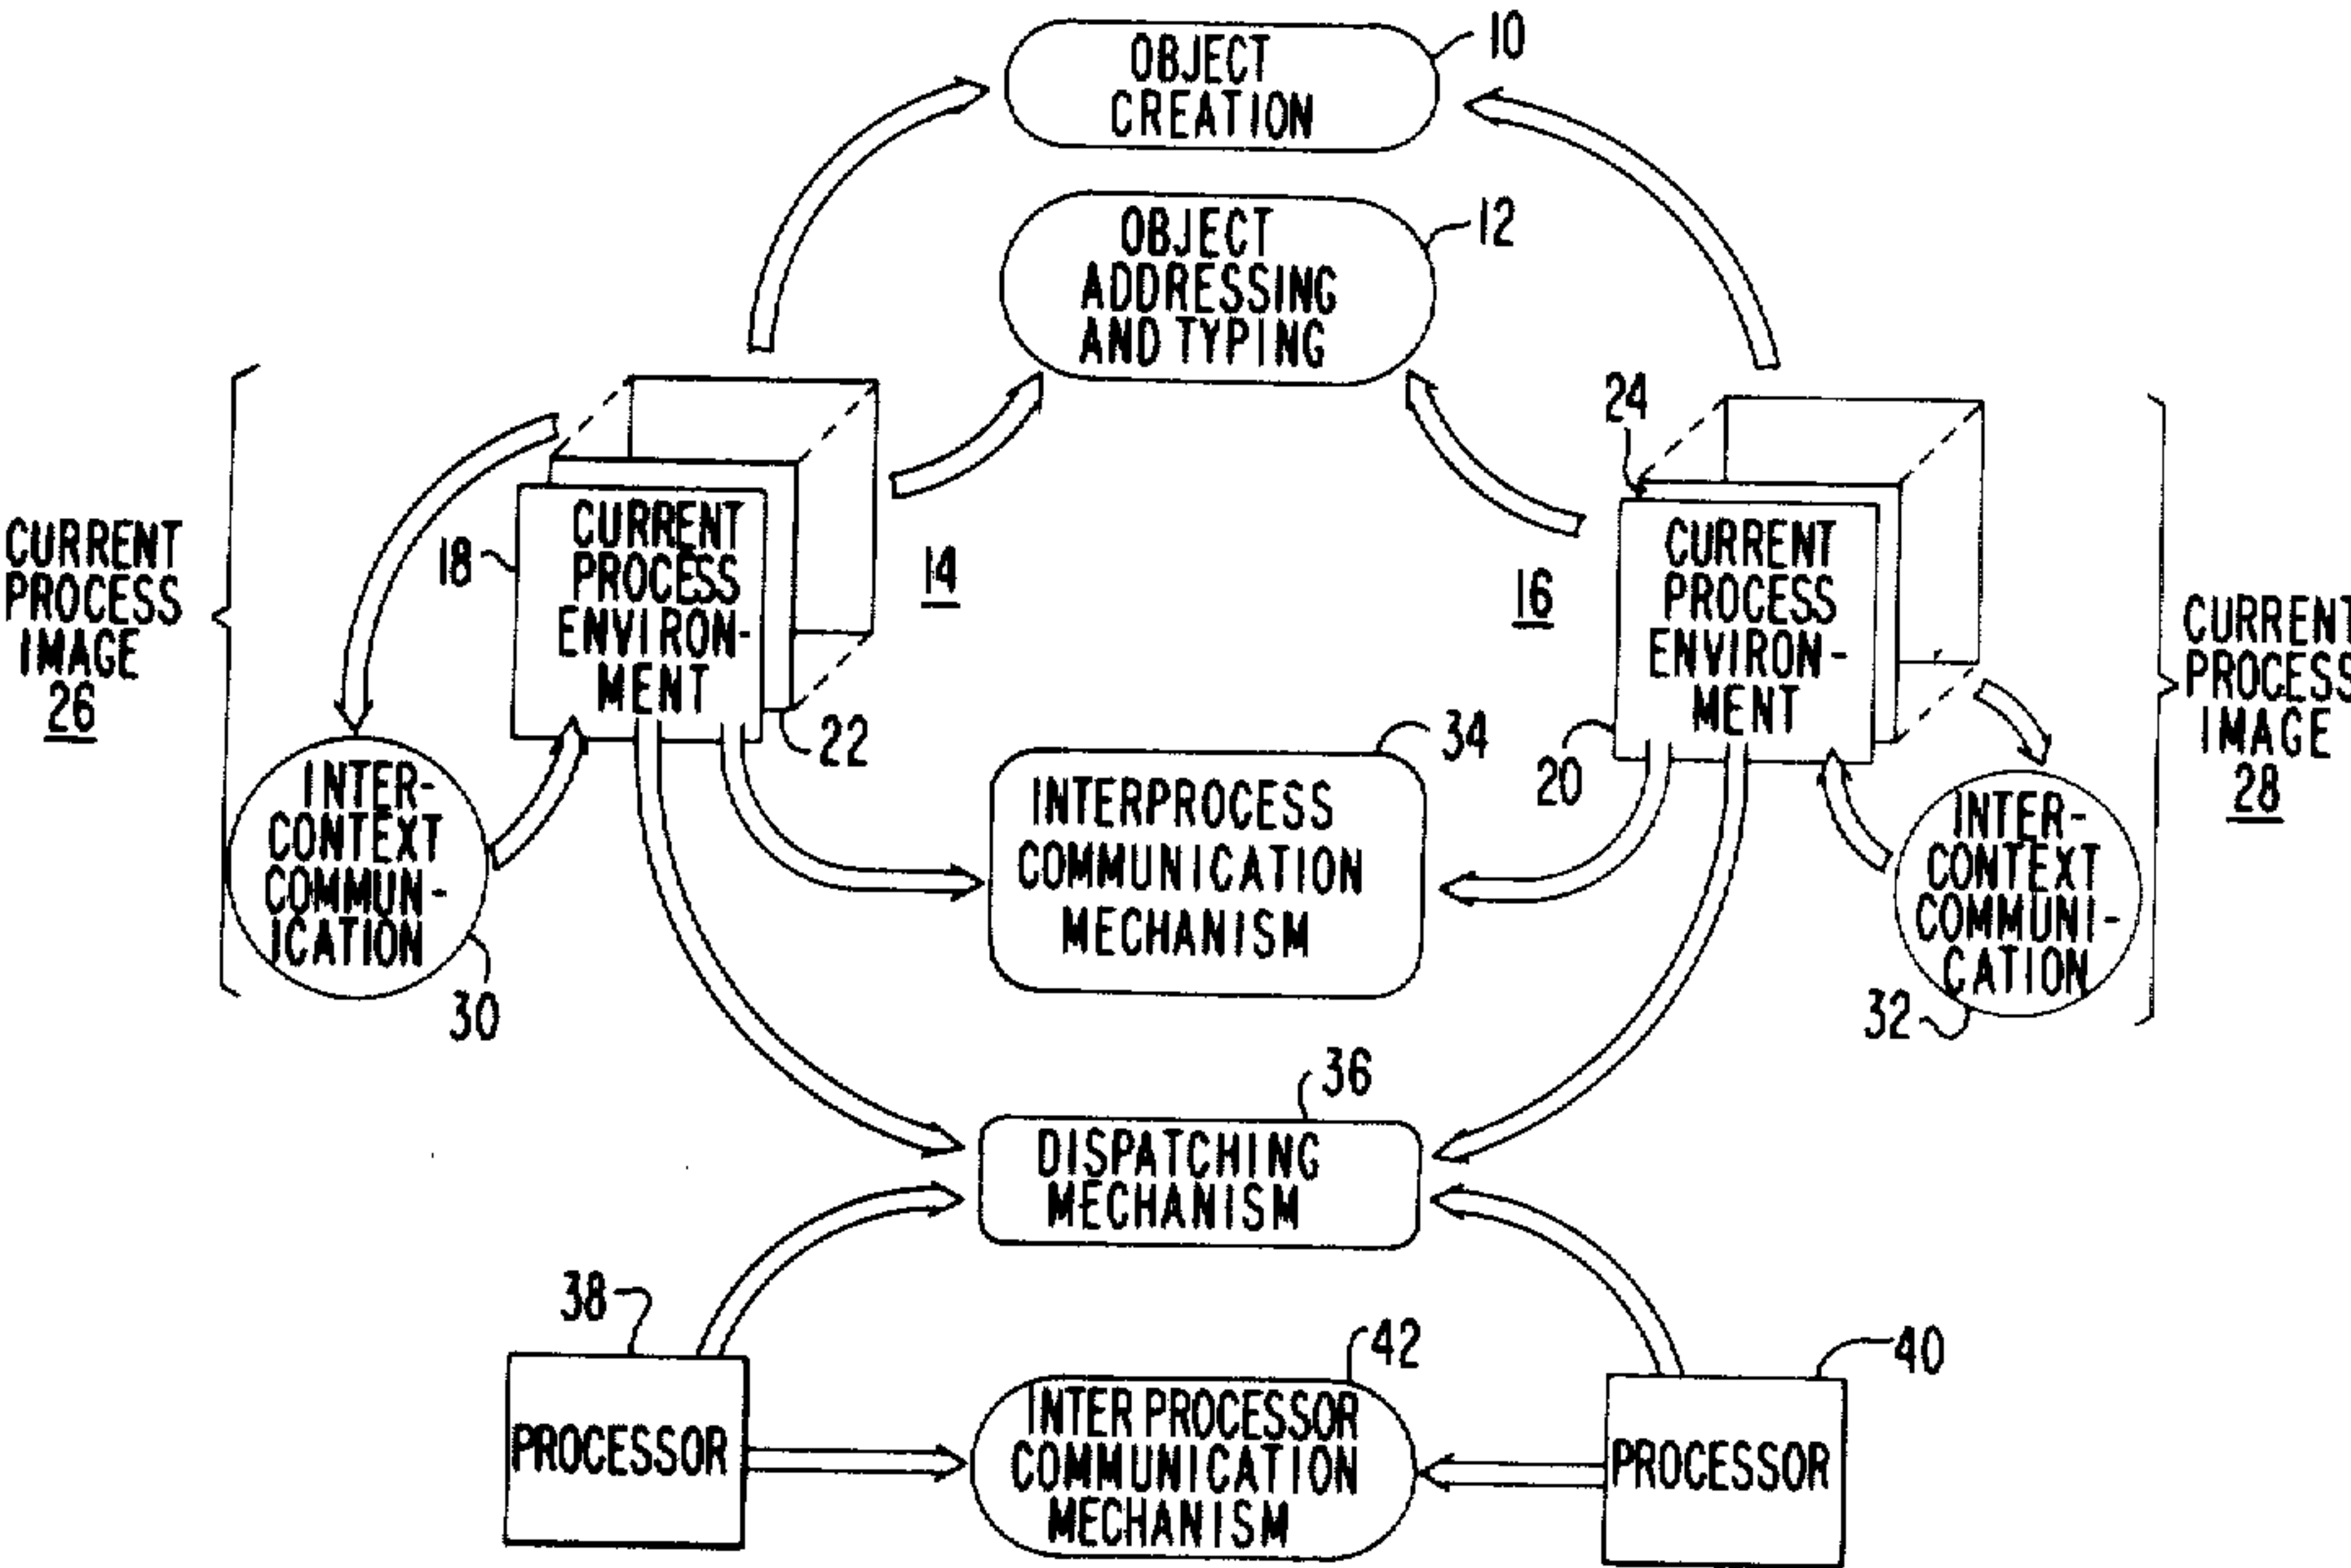 OBJECT
CREATION
10
OBJECT
ADDRESSING
AND TYPING
12
CURRENT
PROCESS
IMAGE
26
18
CURRENT
PROCESS
ENVIRON-
MENT
14
22
24
16
CURRENT
PROCESS
ENVIRON-
MENT
20
CURRENT
PROCESS
IMAGE
28
INTER-
CONTEXT
COMMUN-
ICATION
30
34
INTERPROCESS
COMMUNICATION
MECHANISM
INTER-
CONTEXT
COMMUNI-
CATION
32
36
DISPATCHING
MECHANISM
38
PROCESSOR
42
INTER PROCESSOR
COMMUNICATION
MECHANISM
40
PROCESSOR